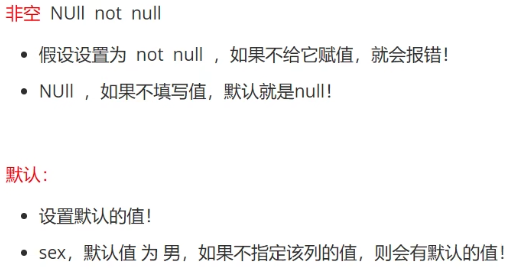 非空 NUll not null
假设设置为 not null ，如果不给它赋值，就会报错！
NUll ，如果不填写值，默认就是null！
默认：
设置默认的值！
sex，默认值 为 男，如果不指定该列的值，则会有默认的值！